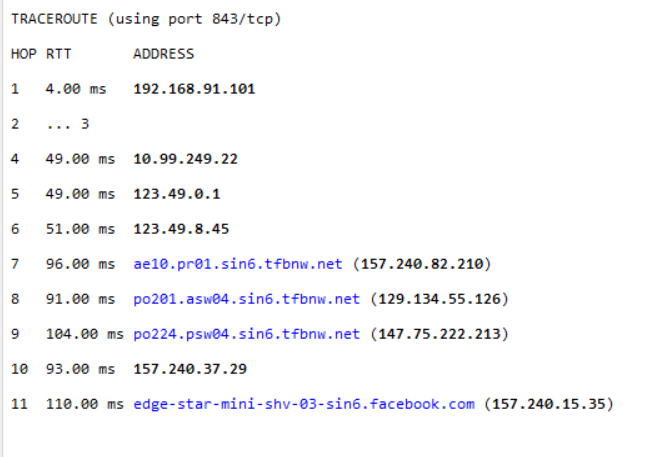 TRACEROUTE (using port 843/tcp)
HOP RTT ADDRESS
1 4.00 ms 192.168.91.101
2 ... 3
4 49.00 ms 10.99.249.22
5 49.00 ms 123.49.0.1
6 51.00 ms 123.49.8.45
7 96.00 ms ae10.pr01.sin6.tfbnw.net (157.240.82.210)
8 91.00 ms po201.asw04.sin6.tfbnw.net (129.134.55.126)
9 104.00 ms po224.psw04.sin6.tfbnw.net (147.75.222.213)
10 93.00 ms 157.240.37.29
11 110.00 ms edge-star-mini-shv-03-sin6.facebook.com (157.240.15.35)